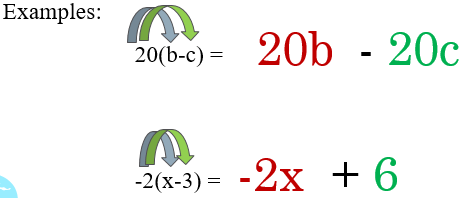 Examples:
20(b-c) = 20b - 20c
-2(x-3) = -2x + 6